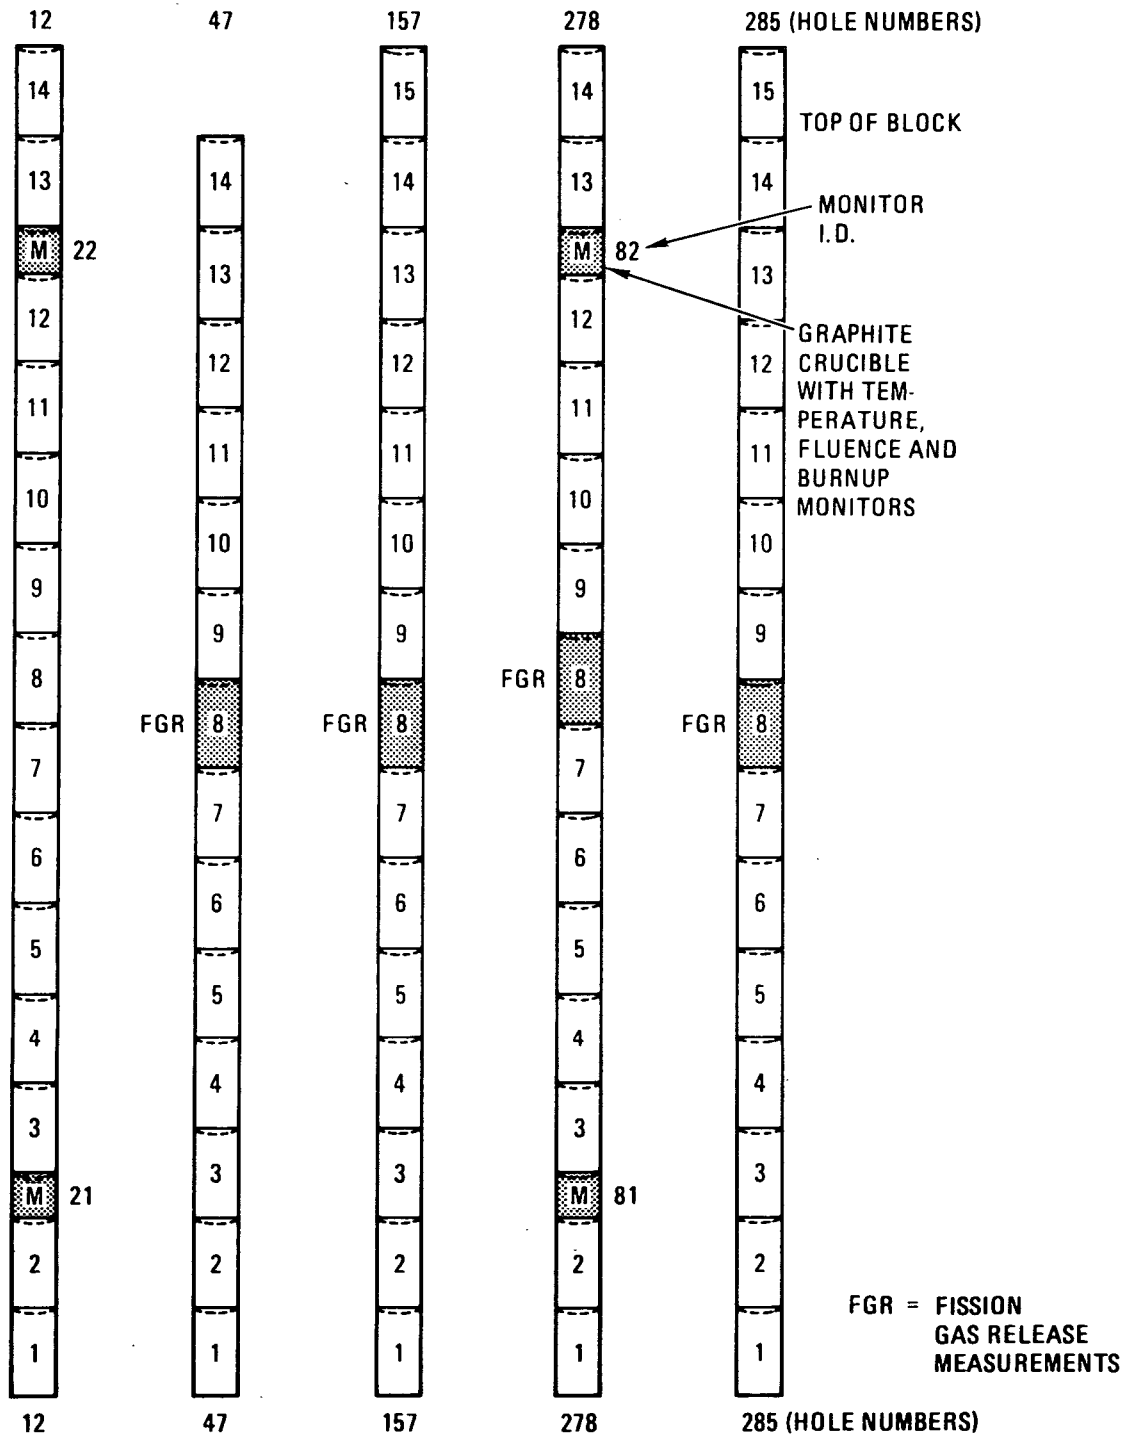 12 47 157 278 285 (HOLE NUMBERS)
14 15 14 15
TOP OF BLOCK
13 14 14 13 14
MONITOR
I.D.
M 22 M 82
13 13 13
12 12
GRAPHITE
CRUCIBLE
WITH TEM-
PERATURE,
FLUENCE AND
BURNUP
MONITORS
12 12 12
11 11
11 11 11
10 10
10 10 10
9 9
9 9 9
8 FGR 8
FGR 8 FGR 8 FGR 8
7 7
7 7 7
6 6
6 6 6
5 5
5 5 5
4 4
4 4 4
3 3
3 3 3
M 21 M 81
2 2 2 2 2
FGR = FISSION
GAS RELEASE
MEASUREMENTS
1 1 1 1 1
12 47 157 278 285 (HOLE NUMBERS)